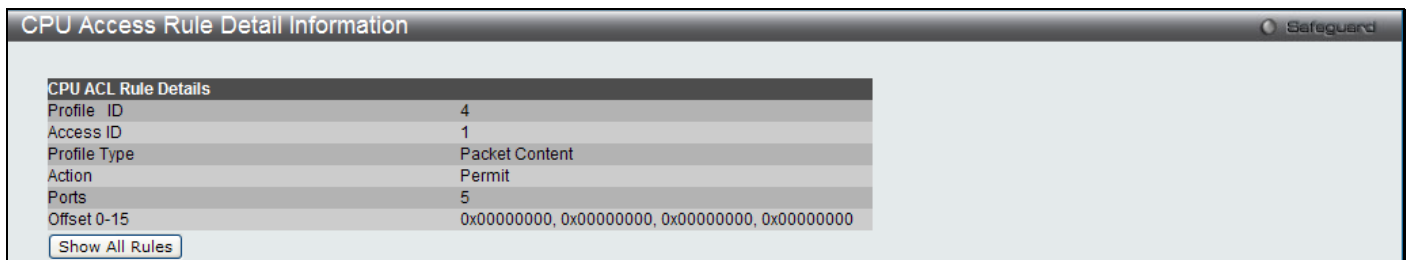 CPU Access Rule Detail Information
Safeguard
CPU ACL Rule Details
Profile ID 4
Access ID 1
Profile Type Packet Content
Action Permit
Ports 5
Offset 0-15 0x00000000, 0x00000000, 0x00000000, 0x00000000
Show All Rules